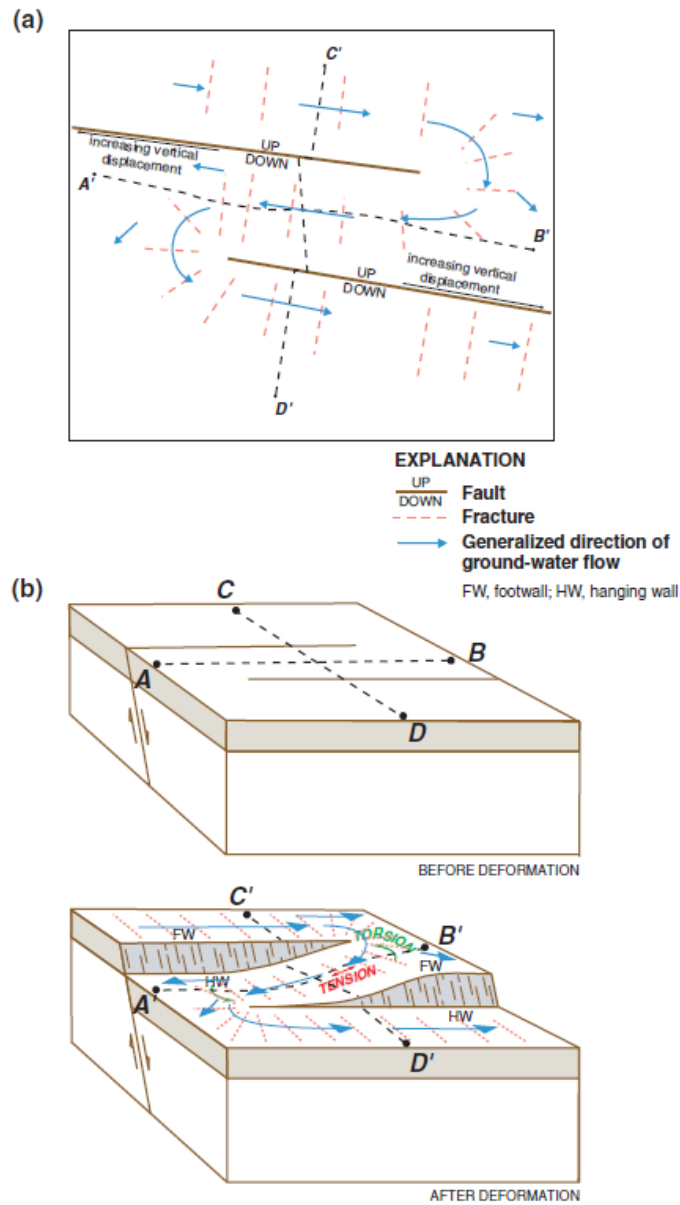 (a)
C'
UP
DOWN
increasing vertical
displacement
A'
B'
increasing vertical
displacement
UP
DOWN
D'
EXPLANATION
UP
DOWN
Fault
Fracture
Generalized direction of
ground-water flow
FW, footwall; HW, hanging wall
(b)
C
B
A
D
BEFORE DEFORMATION
C'
FW
TORSION
B'
FW
HW
TENSION
A'
HW
D'
AFTER DEFORMATION